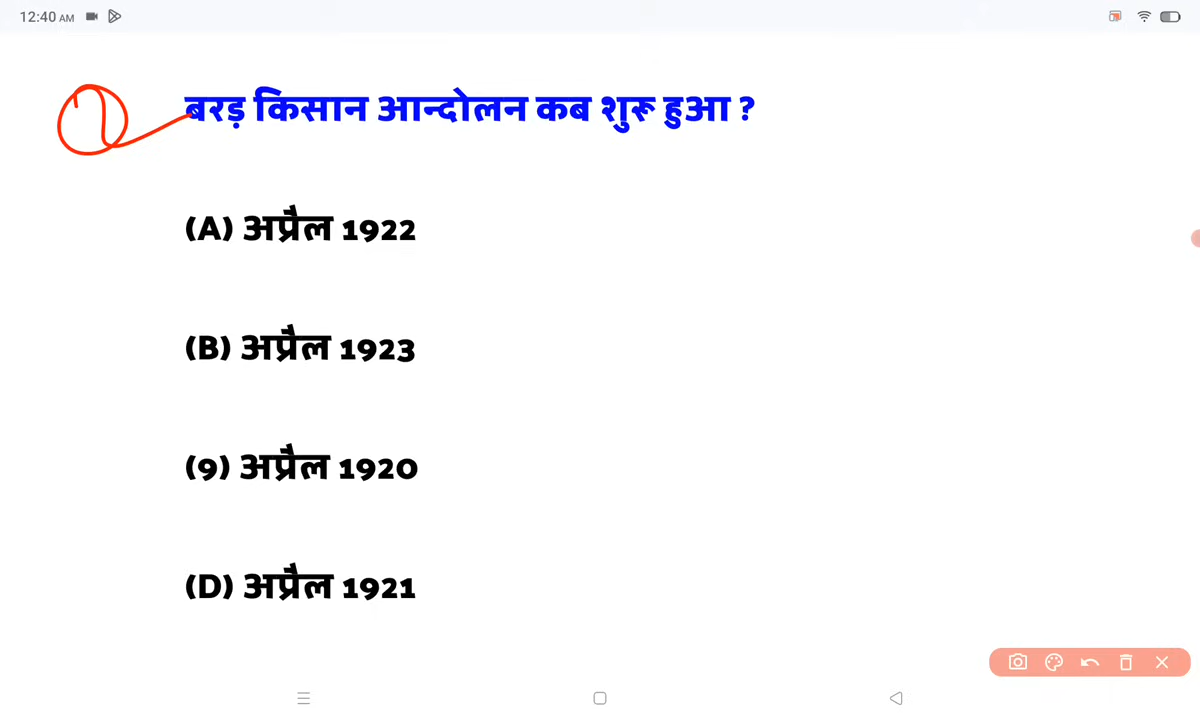 12:40 AM
बरड़ किसान आन्दोलन कब शुरू हुआ ?
(A) अप्रैल 1922
(B) अप्रैल 1923
(9) अप्रैल 1920
(D) अप्रैल 1921